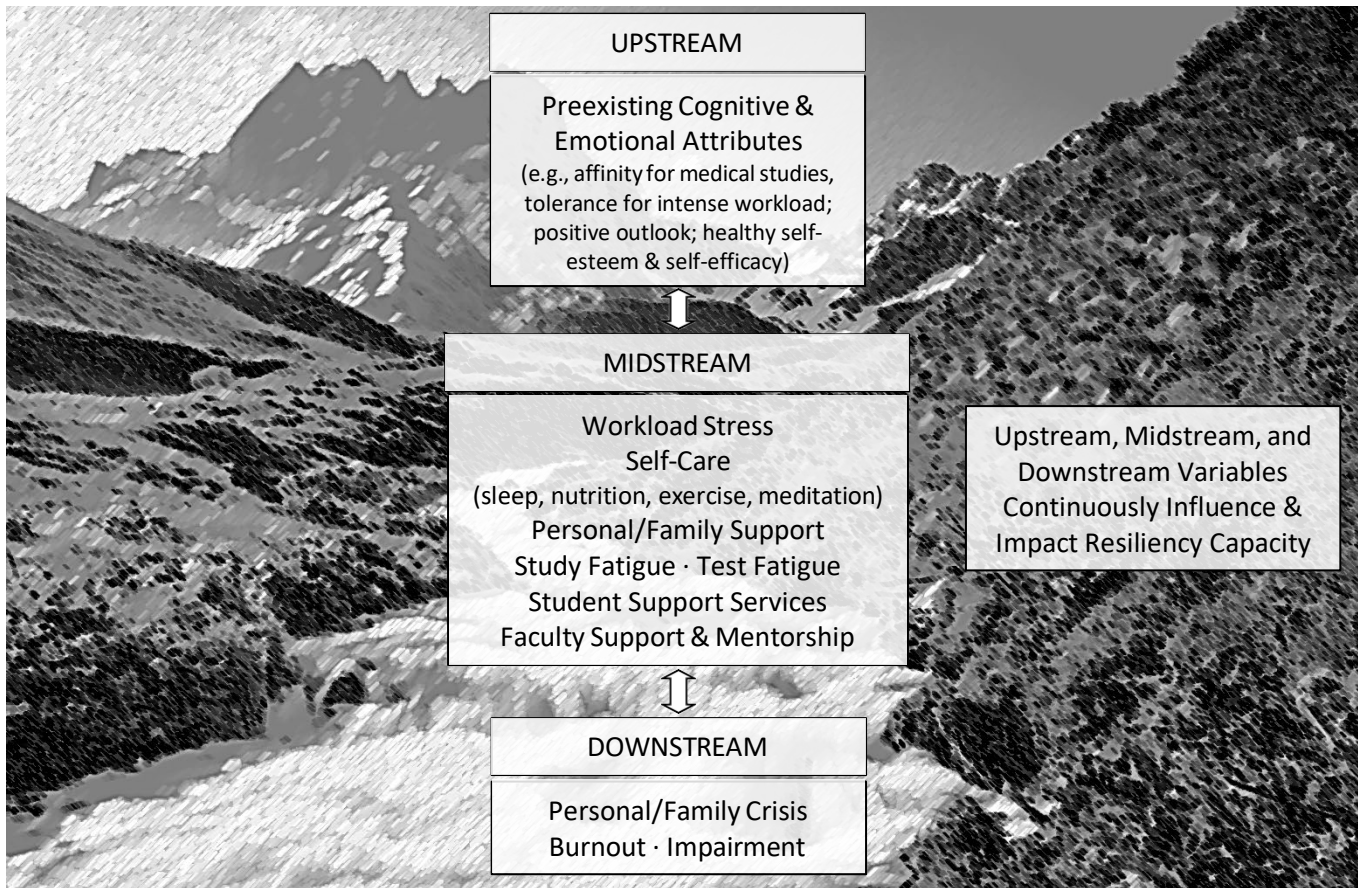 UPSTREAM
Preexisting Cognitive &
Emotional Attributes
(e.g., affinity for medical studies,
tolerance for intense workload;
positive outlook; healthy self-
esteem & self-efficacy)
MIDSTREAM
Workload Stress
Self-Care
(sleep, nutrition, exercise, meditation)
Personal/Family Support
Study Fatigue · Test Fatigue
Student Support Services
Faculty Support & Mentorship
Upstream, Midstream, and
Downstream Variables
Continuously Influence &
Impact Resiliency Capacity
DOWNSTREAM
Personal/Family Crisis
Burnout · Impairment